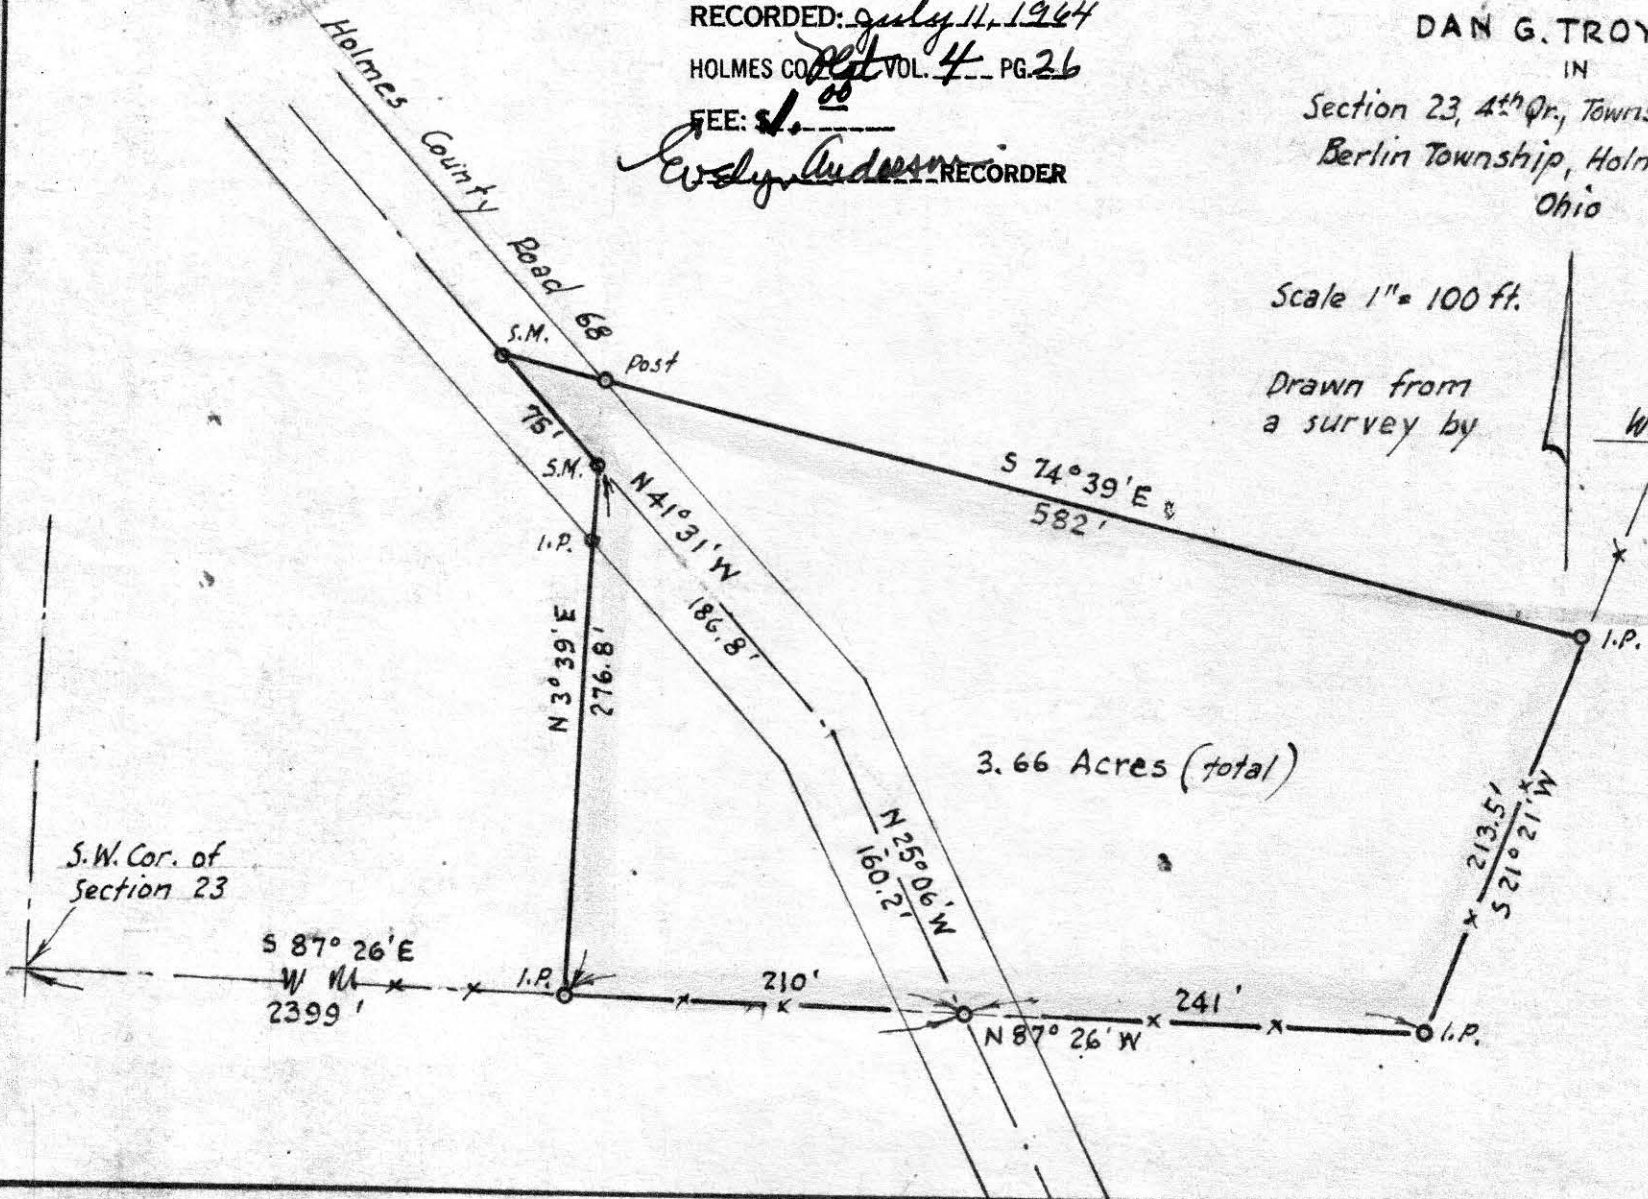 RECORDED: July 11, 1964
HOLMES CO. Plat VOL. 4 PG. 26
FEE: $1.00
Evelyn Anderson RECORDER
DAN G. TROY
IN
Section 23, 4th Qr., Towns
Berlin Township, Holm
Ohio
Scale 1" = 100 ft.
Drawn from
a survey by
W
Holmes County Road 68
S.M.
Post
75'
S.M.
N 41° 31' W
186.8'
I.P.
N 3° 39' E
276.8'
S 74° 39' E
582'
I.P.
3.66 Acres (total)
213.5'
S 21° 21' W
N 25° 06' W
160.2'
S.W. Cor. of
Section 23
S 87° 26' E
2399'
I.P.
210'
241'
N 87° 26' W
I.P.